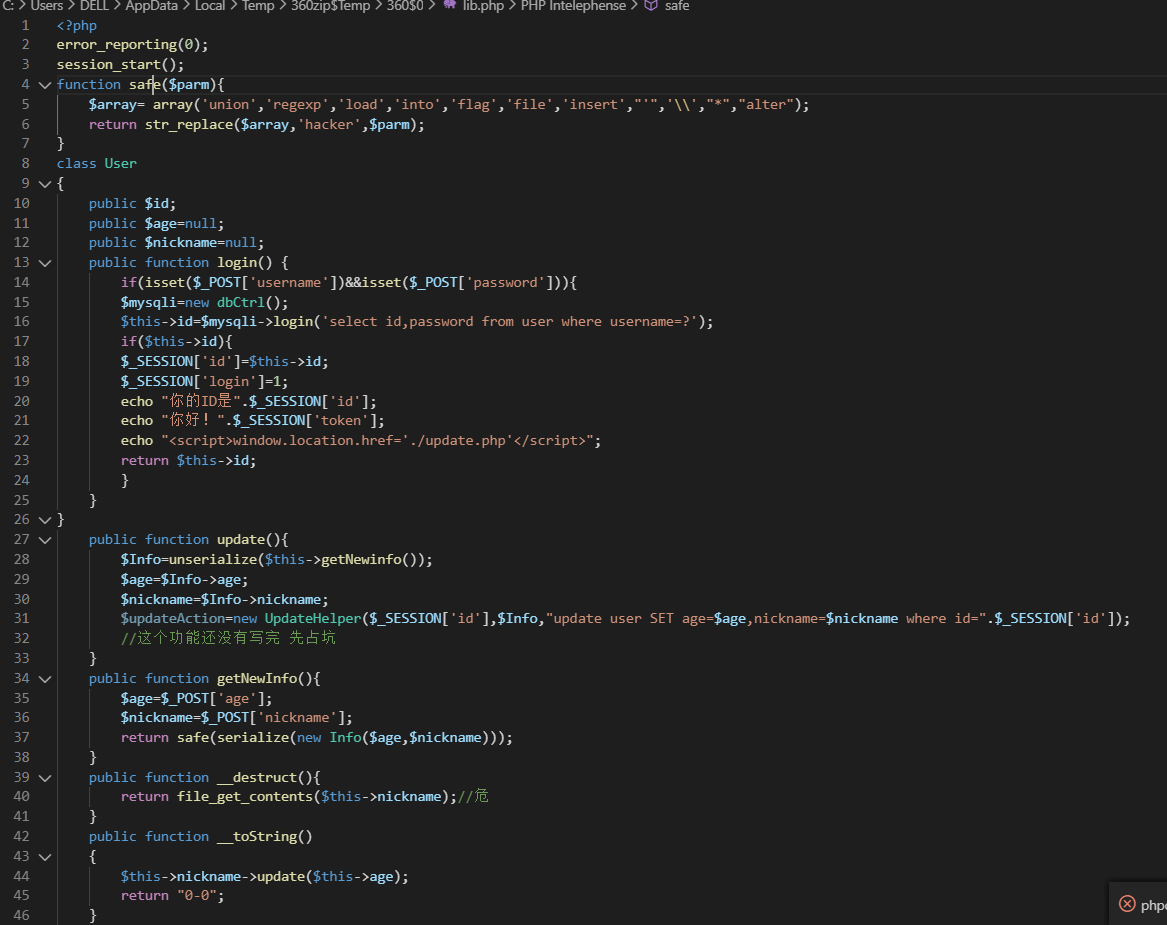 C: > Users > DELL > AppData > Local > Temp > 360zip$Temp > 360$0 > lib.php > PHP Intelephense > safe
1 <?php
2 error_reporting(0);
3 session_start();
4 function safe($parm){
5 $array= array('union','regexp','load','into','flag','file','insert',"'",'\\',"*","alter");
6 return str_replace($array,'hacker',$parm);
7 }
8 class User
9 {
10 public $id;
11 public $age=null;
12 public $nickname=null;
13 public function login() {
14 if(isset($_POST['username'])&&isset($_POST['password'])){
15 $mysqli=new dbCtrl();
16 $this->id=$mysqli->login('select id,password from user where username=?');
17 if($this->id){
18 $_SESSION['id']=$this->id;
19 $_SESSION['login']=1;
20 echo "你的ID是".$_SESSION['id'];
21 echo "你好！".$_SESSION['token'];
22 echo "<script>window.location.href='./update.php'</script>";
23 return $this->id;
24 }
25 }
26 }
27 public function update(){
28 $Info=unserialize($this->getNewinfo());
29 $age=$Info->age;
30 $nickname=$Info->nickname;
31 $updateAction=new UpdateHelper($_SESSION['id'],$Info,"update user SET age=$age,nickname=$nickname where id=".$_SESSION['id']);
32 //这个功能还没有写完 先占坑
33 }
34 public function getNewInfo(){
35 $age=$_POST['age'];
36 $nickname=$_POST['nickname'];
37 return safe(serialize(new Info($age,$nickname)));
38 }
39 public function __destruct(){
40 return file_get_contents($this->nickname);//危
41 }
42 public function __toString()
43 {
44 $this->nickname->update($this->age);
45 return "0-0";
46 }